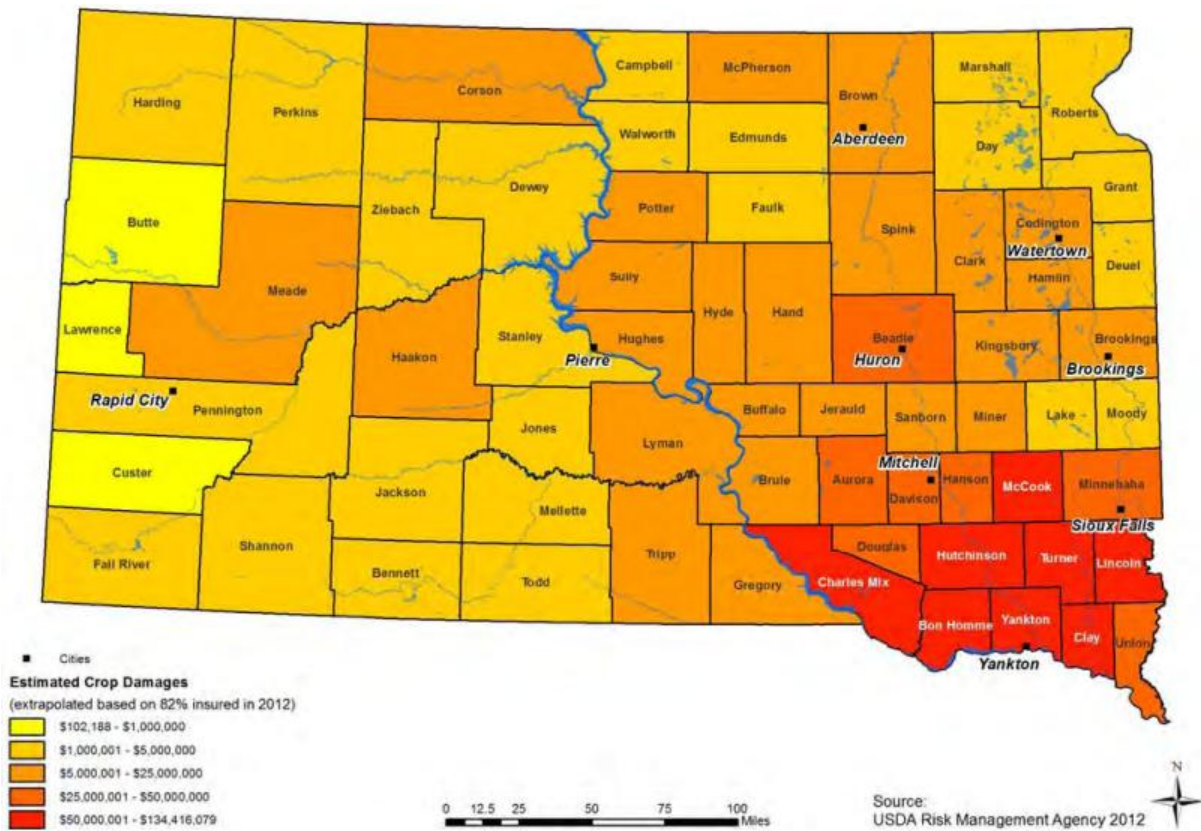 Harding
Perkins
Corson
Campbell
McPherson
Brown
Marshall
Roberts
Walworth
Edmunds
Aberdeen
Day
Butte
Ziebach
Dewey
Potter
Faulk
Spink
Clark
Codington
Watertown
Grant
Hamlin
Deuel
Lawrence
Meade
Haakon
Stanley
Sully
Hughes
Pierre
Hyde
Hand
Beadle
Huron
Kingsbury
Brookings
Brookings
Rapid City
Pennington
Jones
Lyman
Buffalo
Jerauld
Sanborn
Miner
Lake
Moody
Custer
Jackson
Mellette
Brule
Aurora
Mitchell
Davison
Hanson
McCook
Minnehaha
Sioux Falls
Fall River
Shannon
Bennett
Todd
Tripp
Gregory
Charles Mix
Douglas
Hutchinson
Turner
Lincoln
Bon Homme
Yankton
Clay
Union
Yankton
Cities
Estimated Crop Damages
(extrapolated based on 82% insured in 2012)
$102,188 - $1,000,000
$1,000,001 - $5,000,000
$5,000,001 - $25,000,000
$25,000,001 - $50,000,000
$50,000,001 - $134,416,079
0 12.5 25 50 75 100
Miles
N
Source:
USDA Risk Management Agency 2012